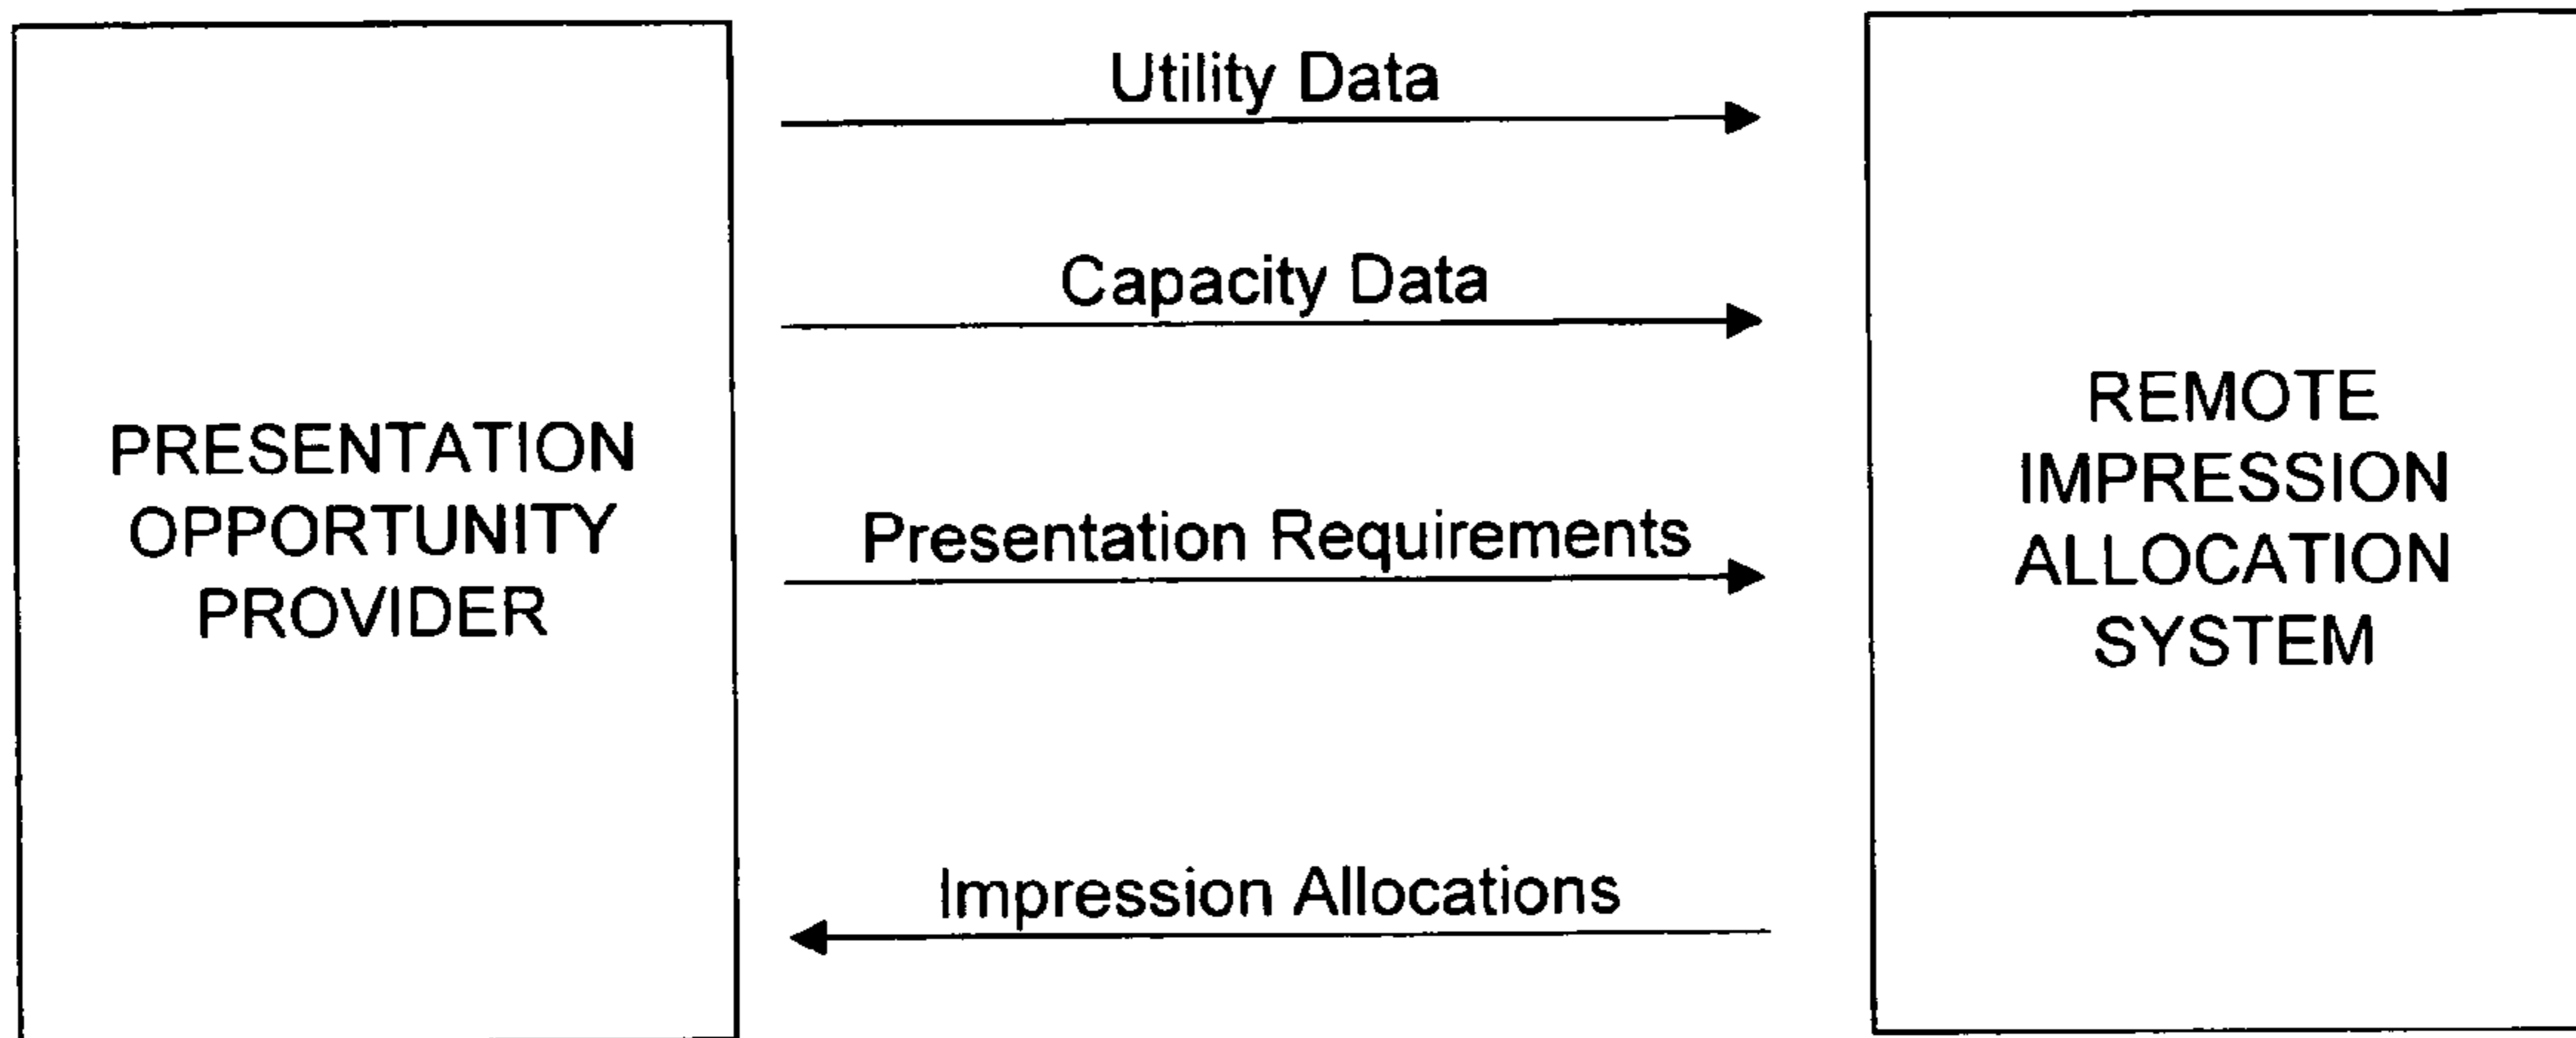 PRESENTATION
OPPORTUNITY
PROVIDER
Utility Data
Capacity Data
Presentation Requirements
Impression Allocations
REMOTE
IMPRESSION
ALLOCATION
SYSTEM